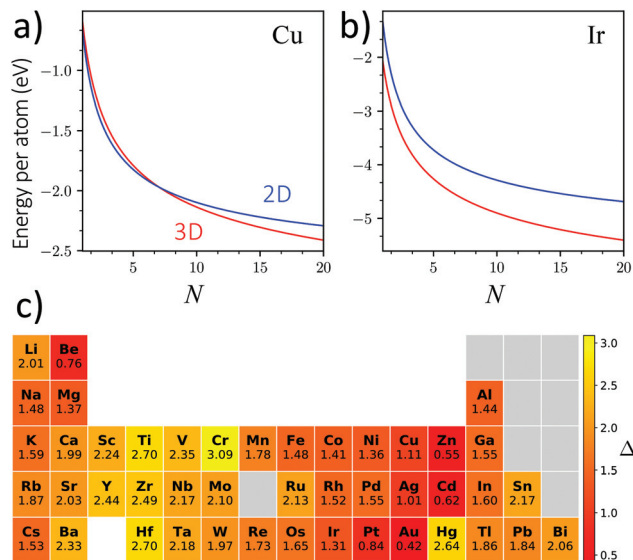 a) Cu
b) Ir
Energy per atom (eV)
−1.0
−1.5
−2.0
−2.5
2D
3D
5 10 15 20
N
−2
−3
−4
−5
5 10 15 20
N
c)
Li Be
2.01 0.76
Na Mg Al
1.48 1.37 1.44
K Ca Sc Ti V Cr Mn Fe Co Ni Cu Zn Ga
1.59 1.99 2.24 2.70 2.35 3.09 1.78 1.48 1.41 1.36 1.11 0.55 1.55
Rb Sr Y Zr Nb Mo Ru Rh Pd Ag Cd In Sn
1.87 2.03 2.44 2.49 2.17 2.10 2.13 1.52 1.55 1.01 0.62 1.60 2.17
Cs Ba Hf Ta W Re Os Ir Pt Au Hg Tl Pb Bi
1.53 2.33 2.70 2.18 1.97 1.73 1.65 1.31 0.84 0.42 2.64 1.86 1.84 2.06
3.0
2.5
2.0
1.5
1.0
0.5
Δ